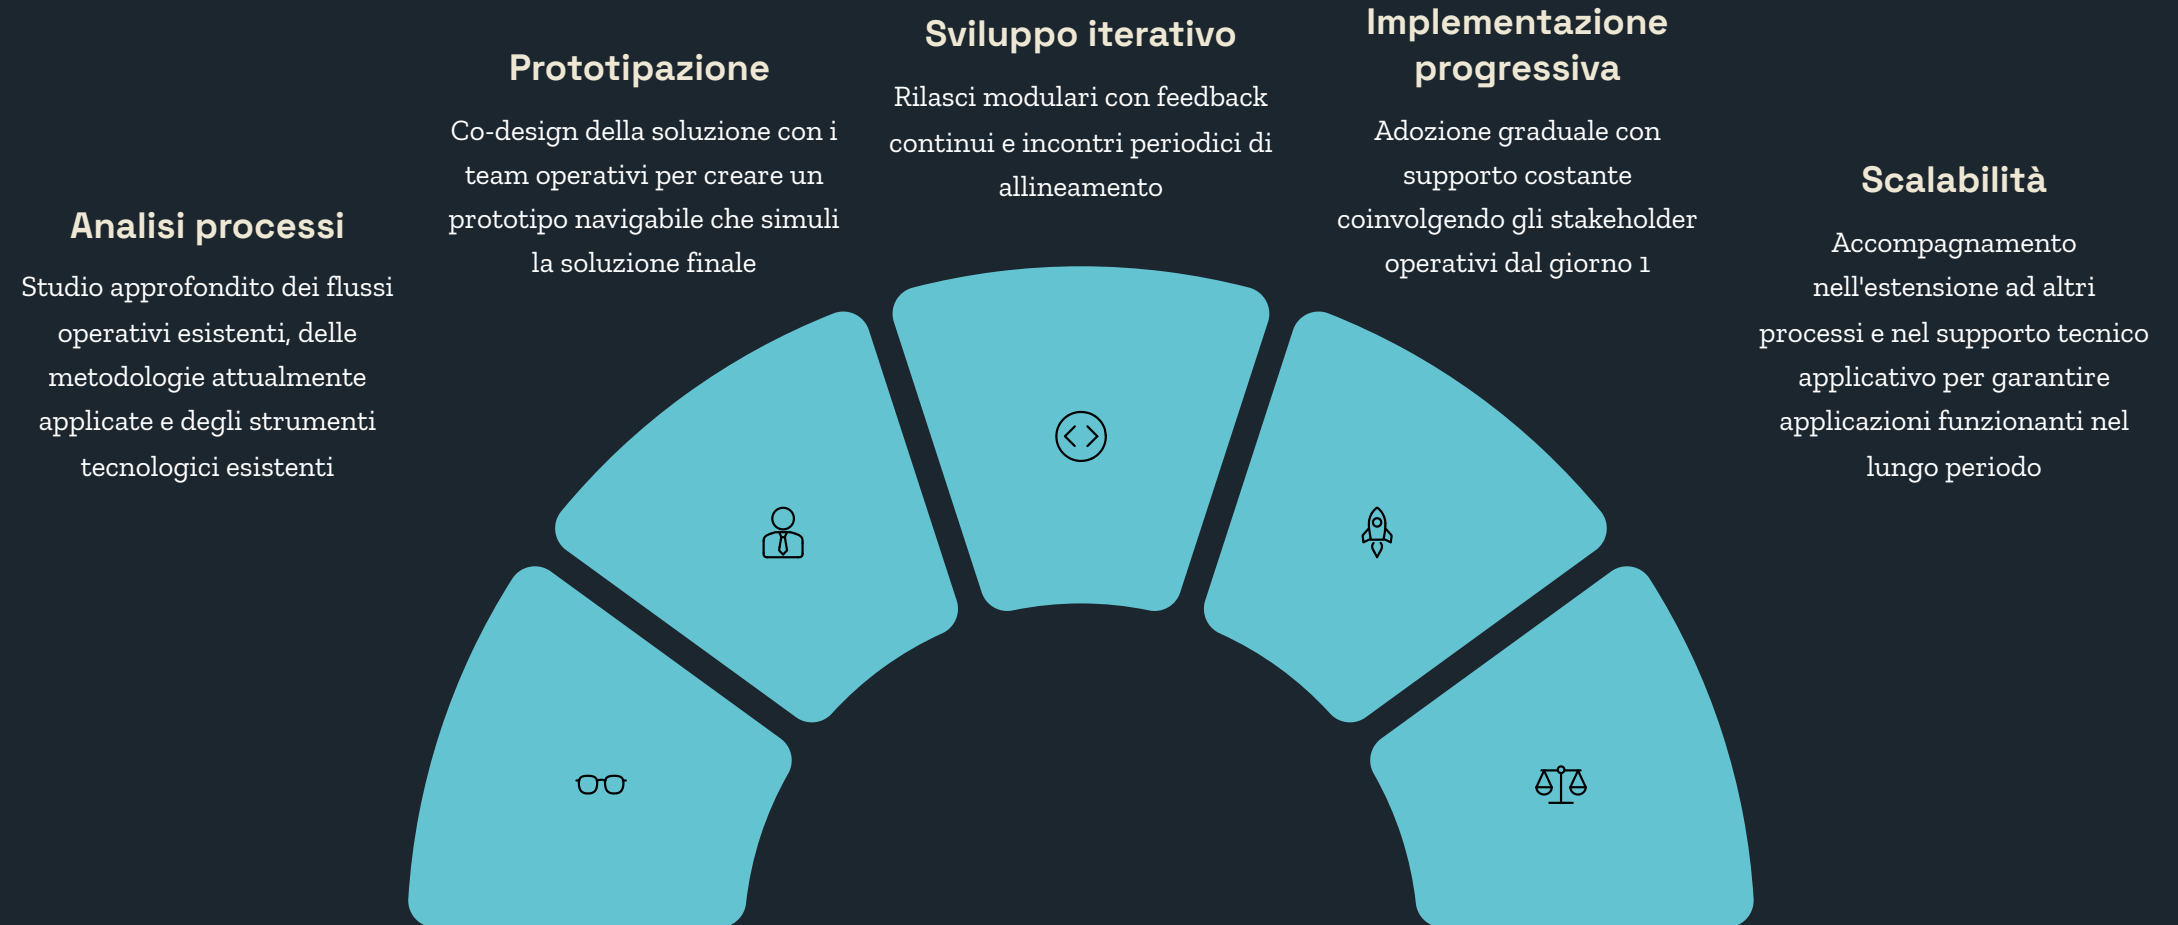 Analisi processi
Studio approfondito dei flussi
operativi esistenti, delle
metodologie attualmente
applicate e degli strumenti
tecnologici esistenti
Prototipazione
Co-design della soluzione con i
team operativi per creare un
prototipo navigabile che simuli
la soluzione finale
Sviluppo iterativo
Rilasci modulari con feedback
continui e incontri periodici di
allineamento
Implementazione
progressiva
Adozione graduale con
supporto costante
coinvolgendo gli stakeholder
operativi dal giorno 1
Scalabilità
Accompagnamento
nell'estensione ad altri
processi e nel supporto tecnico
applicativo per garantire
applicazioni funzionanti nel
lungo periodo